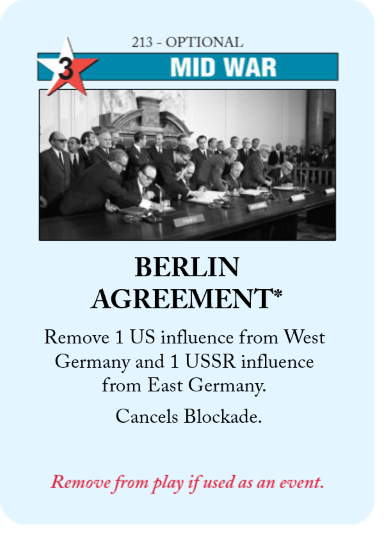 213 - OPTIONAL
3 MID WAR
FRANCE
BERLIN
AGREEMENT*
Remove 1 US influence from West
Germany and 1 USSR influence
from East Germany.
Cancels Blockade.
Remove from play if used as an event.